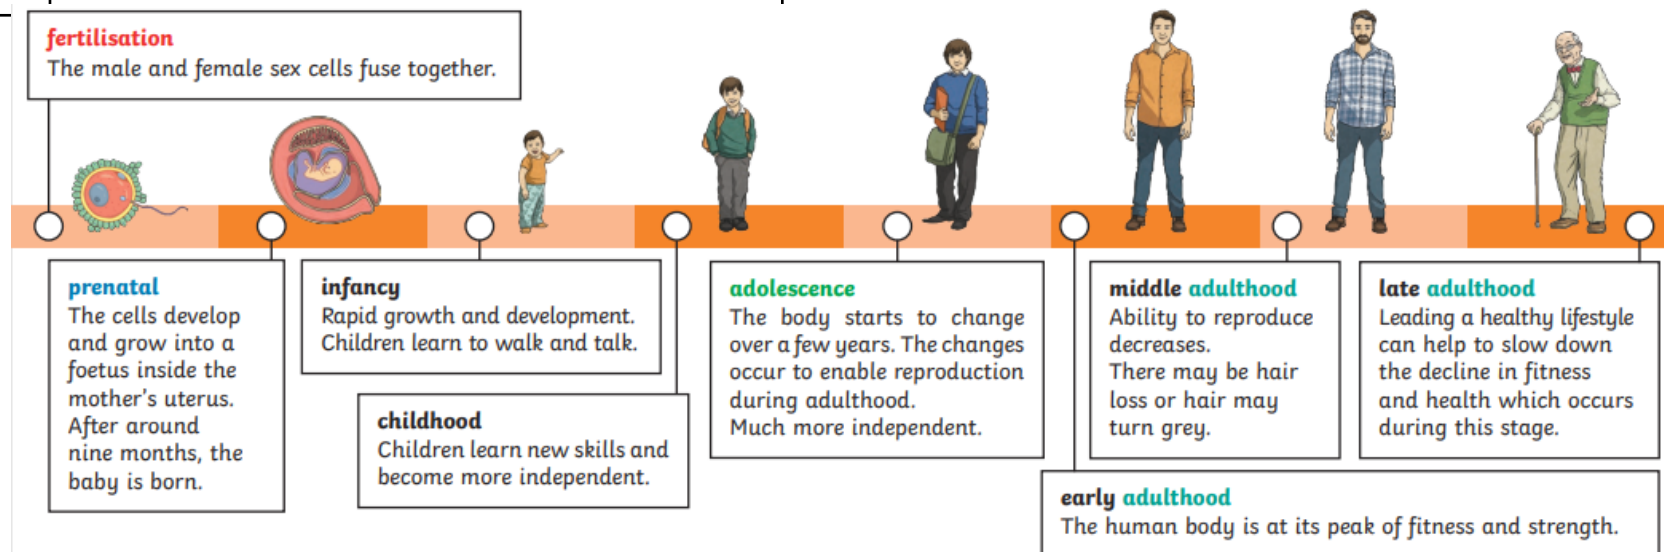 fertilisation
The male and female sex cells fuse together.
prenatal
The cells develop
and grow into a
foetus inside the
mother's uterus.
After around
nine months, the
baby is born.
infancy
Rapid growth and development.
Children learn to walk and talk.
childhood
Children learn new skills and
become more independent.
adolescence
The body starts to change
over a few years. The changes
occur to enable reproduction
during adulthood.
Much more independent.
early adulthood
The human body is at its peak of fitness and strength.
middle adulthood
Ability to reproduce
decreases.
There may be hair
loss or hair may
turn grey.
late adulthood
Leading a healthy lifestyle
can help to slow down
the decline in fitness
and health which occurs
during this stage.